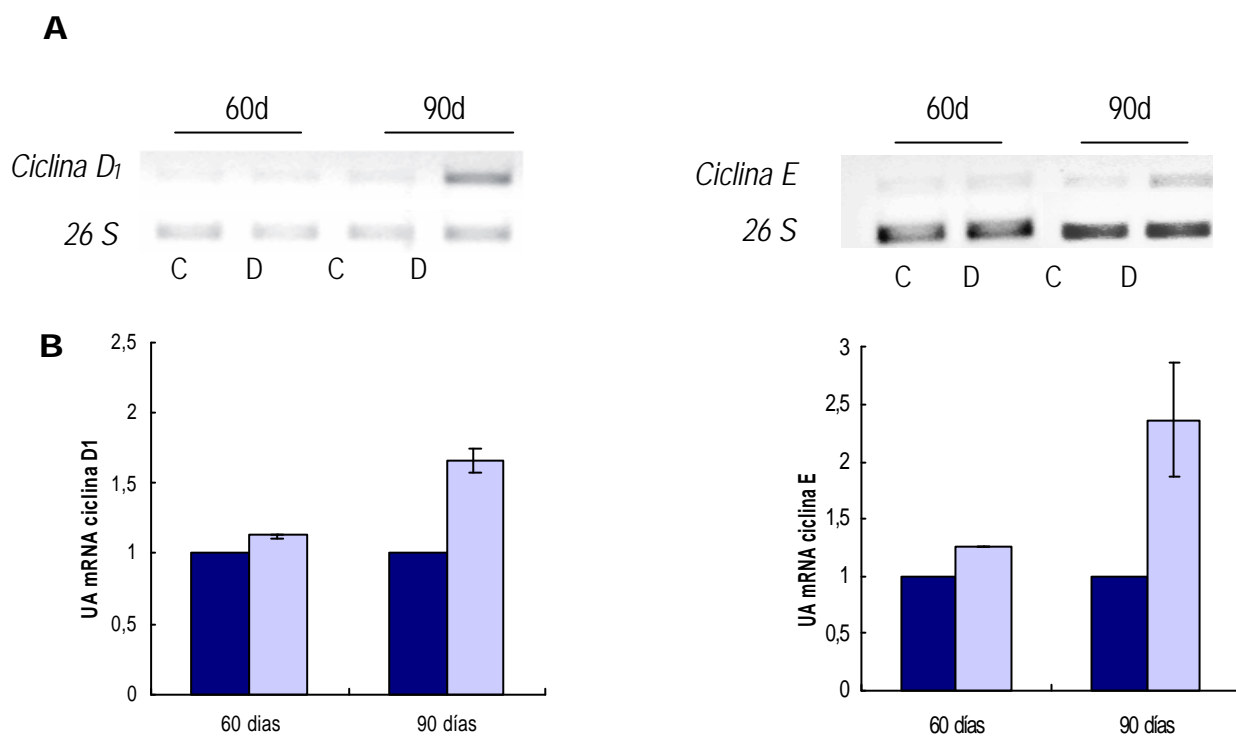 A
60d 90d
Ciclina D1
26 S
C D C D
60d 90d
Ciclina E
26 S
C D C D
B
UA mRNA ciclina D1
2,5
2
1,5
1
0,5
0
60 dias 90 días
UA mRNA ciclina E
3
2,5
2
1,5
1
0,5
0
60 días 90 días